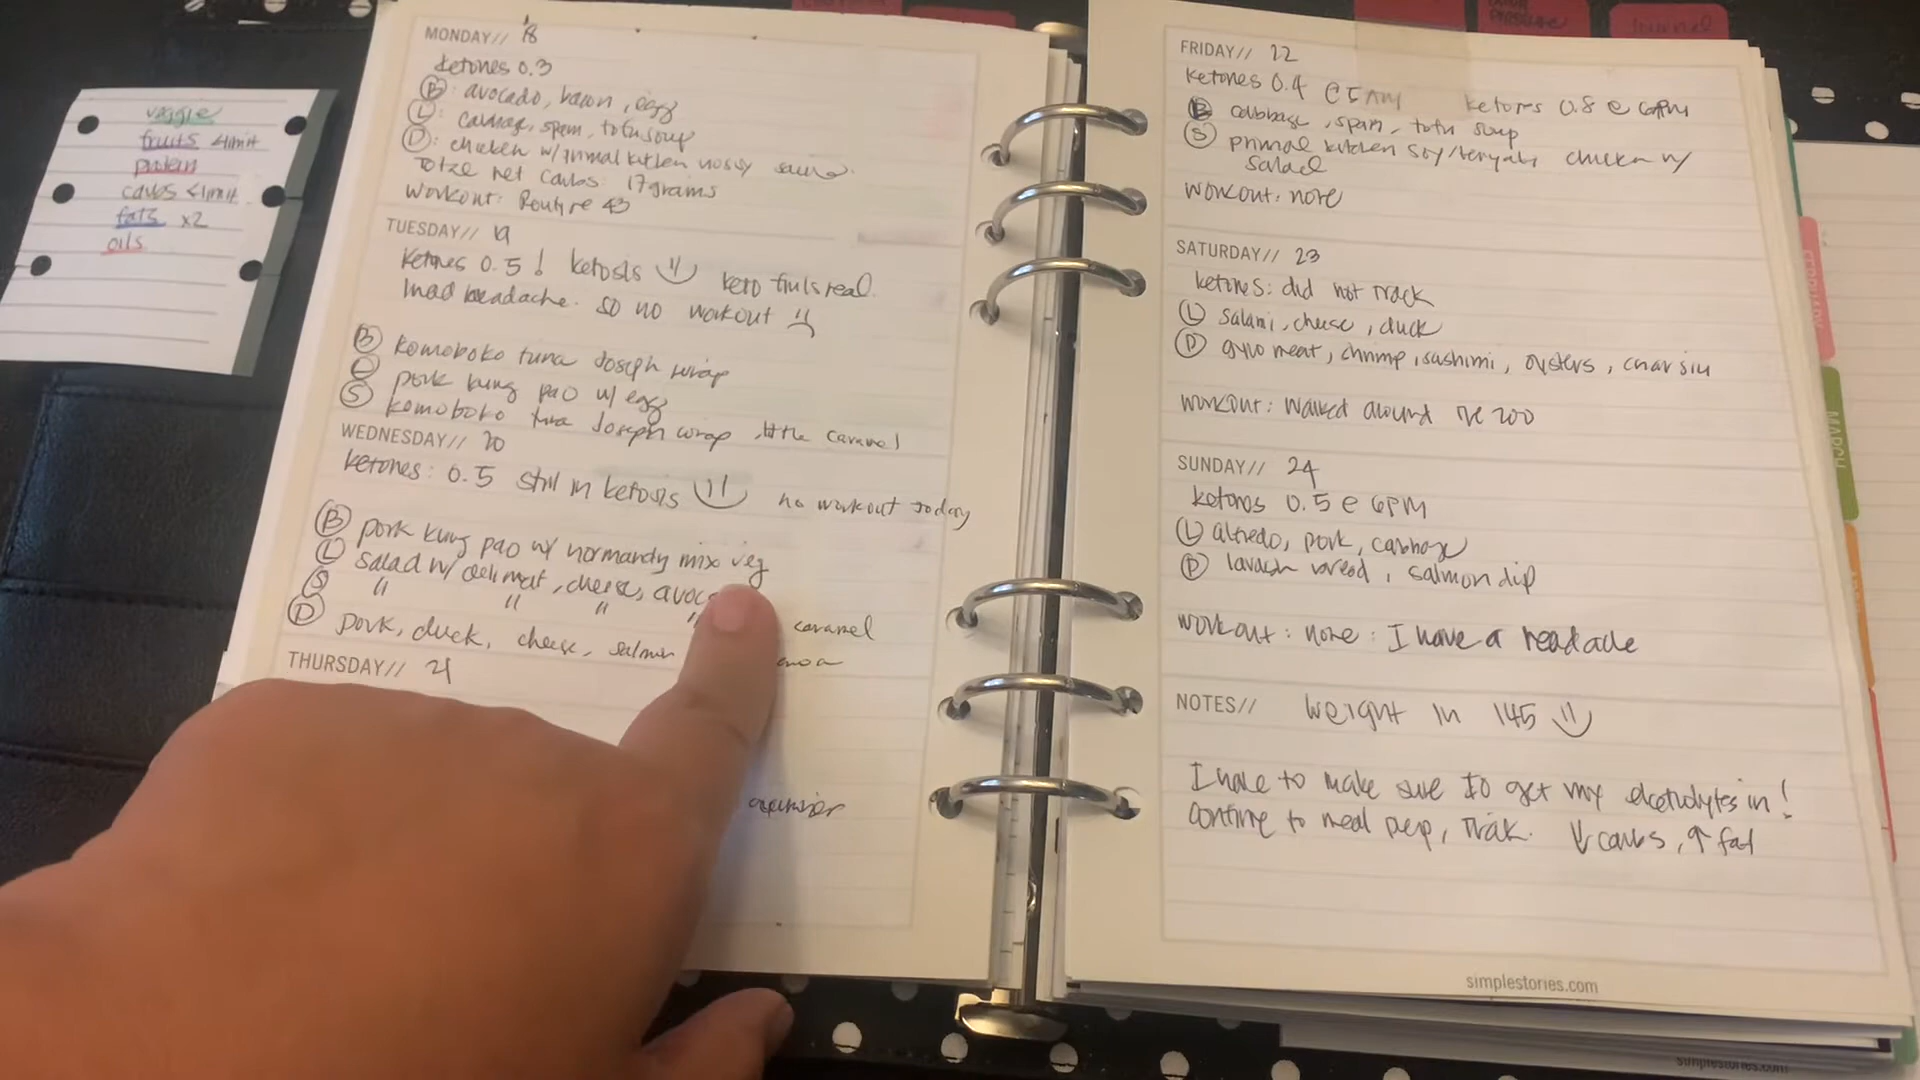 veggie
fruits <limit
protein
carbs <limit
fats x2
oils
MONDAY// 18
Ketones 0.3
B: avocado, bacon, egg
L: cabbage, spam, tofu soup
D: chicken w/ primal kitchen sauce
net carbs: 17 grams
workout: Routine 43
TUESDAY// 19
Ketones 0.5! ketosis keto real
I had headache. so no workout
B komoboko tuna Joseph wrap
L pork kung pao w/ egg
S komoboko tuna Joseph wrap, little caramel
WEDNESDAY// 20
Ketones: 0.5 still in ketosis no workout today
B pork kung pao w/ normandy mix veg
L salad w/ deli meat, cheese,
S " " " " caramel
D pork, duck, cheese, salmon
THURSDAY// 21
FRIDAY// 22
Ketones 0.4 @ 5AM ketones 0.8 @ 6PM
B cabbage, spam, tofu soup
S primal kitchen soy/teriyaki chicken w/
salad
workout: none
SATURDAY// 23
ketones: did not track
L salami, cheese, duck
D gyro meat, shrimp, sashimi, oysters, char siu
workout: walked around the zoo
SUNDAY// 24
ketones 0.5 @ 6PM
L alfredo, pork, cabbage
D lavash bread, salmon dip
workout: none: I have a headache
NOTES// weight in 145
I have to make sure to get my electrolytes in!
continue to meal prep, track. ↓ carbs, ↑ fat
simplestories.com
simplestories.com
Journal
FEBRUARY
MARCH